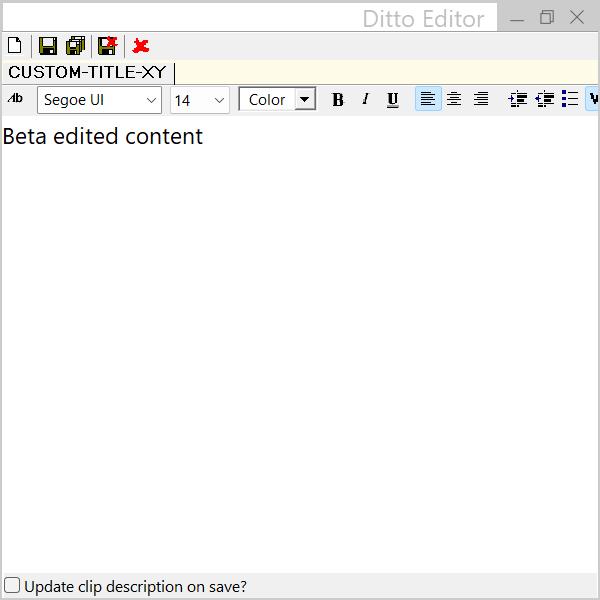 Ditto Editor
CUSTOM-TITLE-XY
Ab Segoe UI 14 Color B I U
Beta edited content
Update clip description on save?